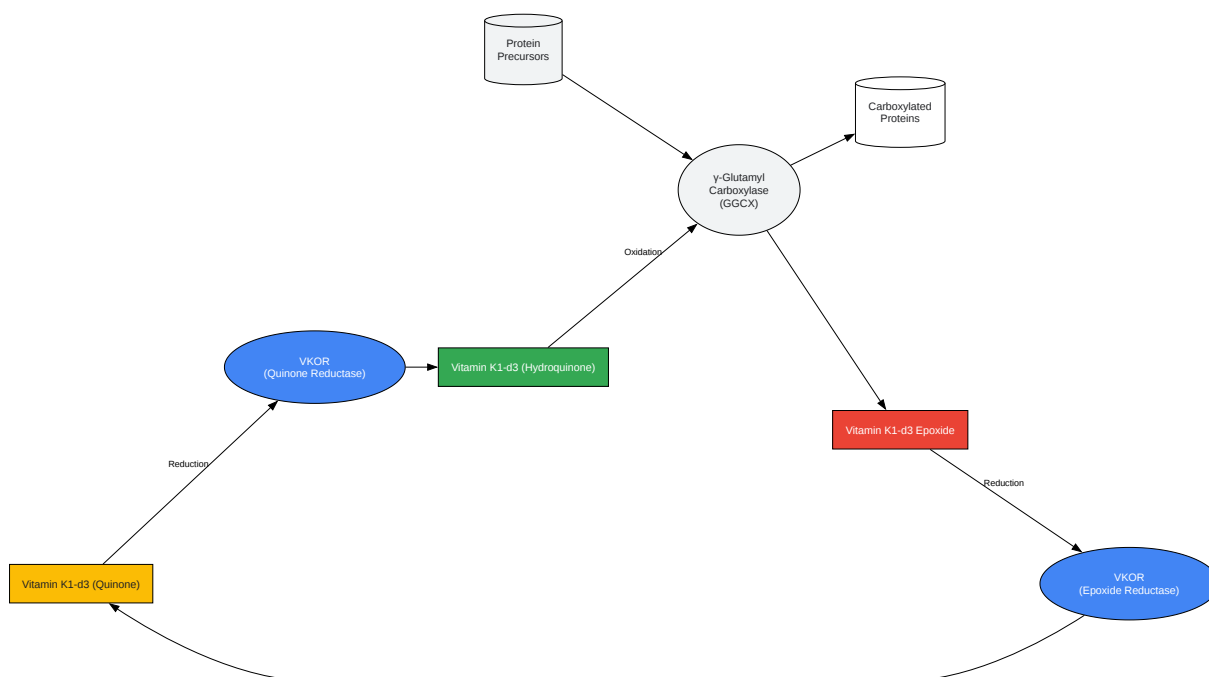 Protein
Precursors
Carboxylated
Proteins
γ-Glutamyl
Carboxylase
(GGCX)
Oxidation
VKOR
(Quinone Reductase)
Vitamin K1-d3 (Hydroquinone)
Vitamin K1-d3 Epoxide
Reduction
Reduction
Vitamin K1-d3 (Quinone)
VKOR
(Epoxide Reductase)